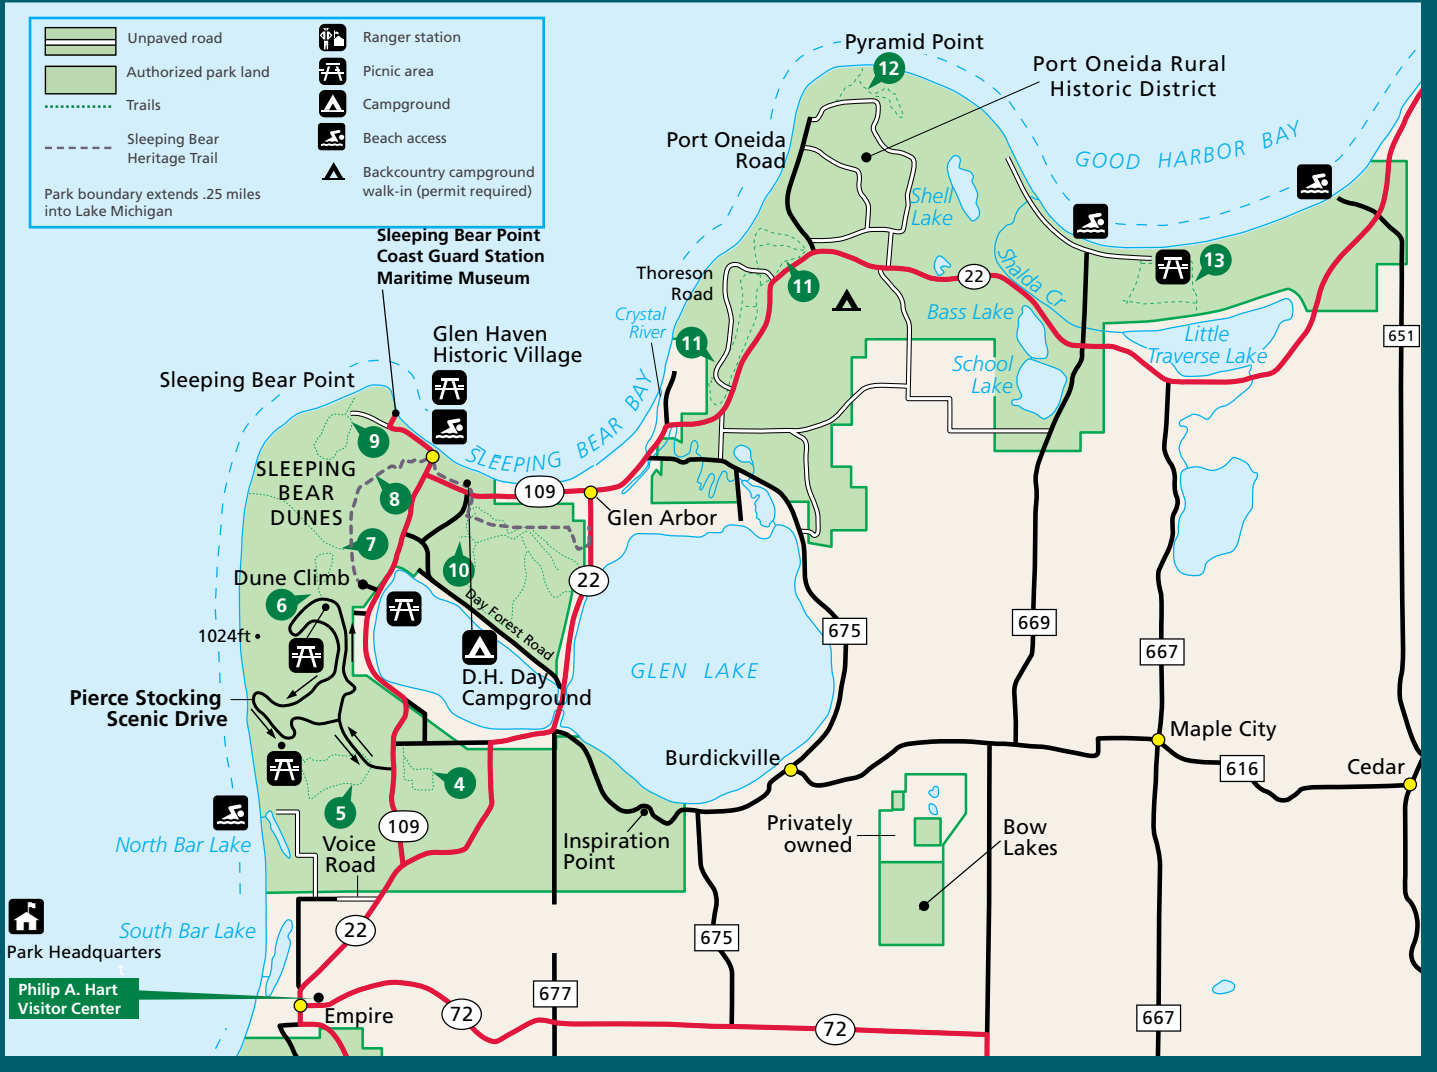 Unpaved road
Authorized park land
Trails
Sleeping Bear
Heritage Trail
Park boundary extends .25 miles
into Lake Michigan
Ranger station
Picnic area
Campground
Beach access
Backcountry campground
walk-in (permit required)
Pyramid Point
12
Port Oneida Rural
Historic District
Port Oneida
Road
GOOD HARBOR BAY
Shell
Lake
Shalda Cr
13
Sleeping Bear Point
Coast Guard Station
Maritime Museum
Thoreson
Road
11
22
Crystal
River
Bass Lake
11
Little
Traverse Lake
651
School
Lake
Glen Haven
Historic Village
Sleeping Bear Point
9
SLEEPING BEAR BAY
SLEEPING
BEAR
DUNES
8
109
Glen Arbor
7
10
Dune Climb
22
6
Day Forest Road
1024ft
675
669
667
GLEN LAKE
D.H. Day
Campground
Pierce Stocking
Scenic Drive
Burdickville
Maple City
616
Cedar
4
5
109
North Bar Lake
Voice
Road
Inspiration
Point
Privately
owned
Bow
Lakes
22
South Bar Lake
675
Park Headquarters
t
Philip A. Hart
Visitor Center
677
Empire
72
72
667